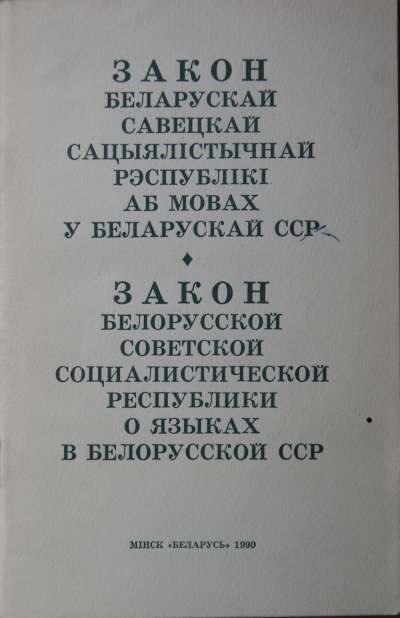 ЗАКОН
БЕЛАРУСКАЙ
САВЕЦКАЙ
САЦЫЯЛІСТЫЧНАЙ
РЭСПУБЛІКІ
АБ МОВАХ
У БЕЛАРУСКАЙ ССР
ЗАКОН
БЕЛОРУССКОЙ
СОВЕТСКОЙ
СОЦИАЛИСТИЧЕСКОЙ
РЕСПУБЛИКИ
О ЯЗЫКАХ
В БЕЛОРУССКОЙ ССР
МІНСК «БЕЛАРУСЬ» 1990